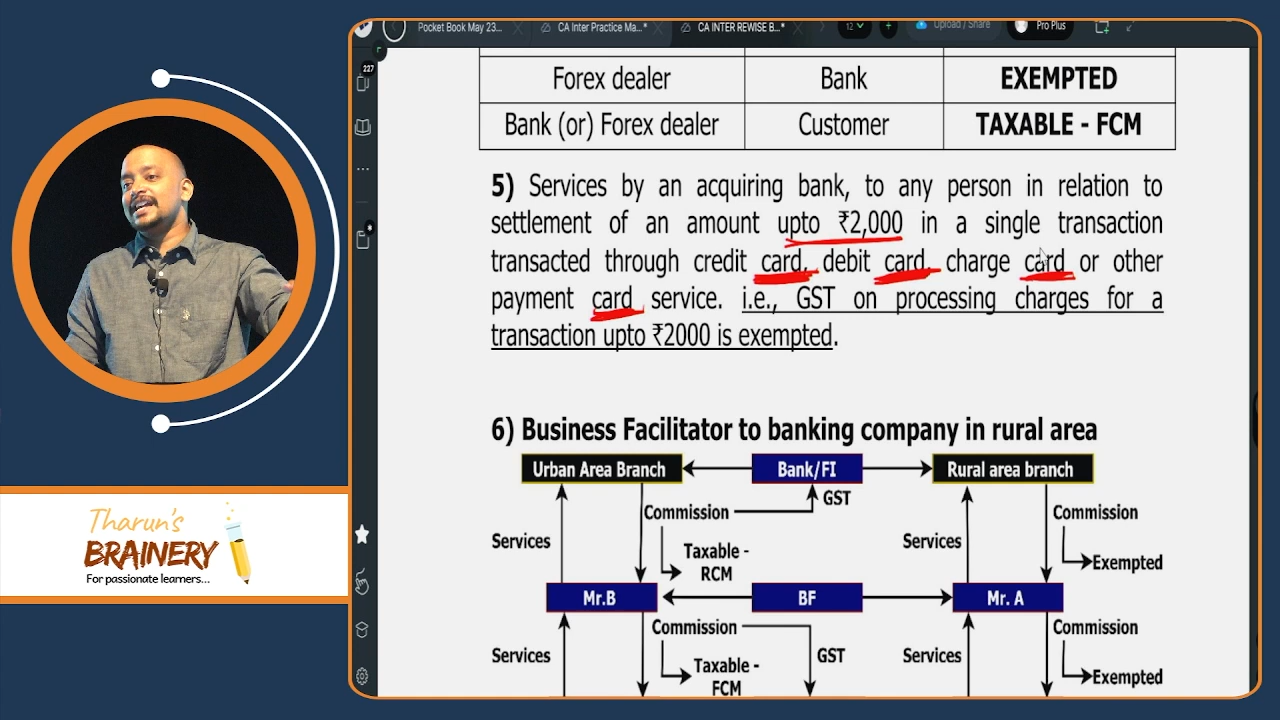 Pocket Book May 23...
CA Inter Practice Ma...*
CA INTER REWISE B...*
12
Upload / Share
Pro Plus
227
Forex dealer Bank EXEMPTED
Bank (or) Forex dealer Customer TAXABLE - FCM
5) Services by an acquiring bank, to any person in relation to
settlement of an amount upto ₹2,000 in a single transaction
transacted through credit card, debit card, charge card or other
payment card service. i.e., GST on processing charges for a
transaction upto ₹2000 is exempted.
6) Business Facilitator to banking company in rural area
Urban Area Branch Bank/FI Rural area branch
GST
Commission Commission
Services Services
Taxable -
RCM
Exempted
Mr.B BF Mr. A
Commission Commission
Services GST Services
Taxable -
FCM
Exempted
Tharun's
BRAINERY
For passionate learners...